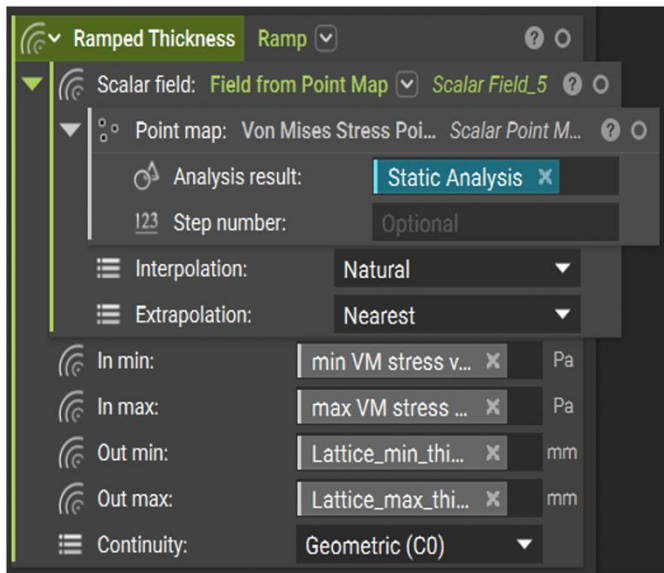 Ramped Thickness Ramp
Scalar field: Field from Point Map Scalar Field_5
Point map: Von Mises Stress Poi... Scalar Point M...
Analysis result: Static Analysis
123 Step number: Optional
Interpolation: Natural
Extrapolation: Nearest
In min: min VM stress v... Pa
In max: max VM stress ... Pa
Out min: Lattice_min_thi... mm
Out max: Lattice_max_thi... mm
Continuity: Geometric (C0)